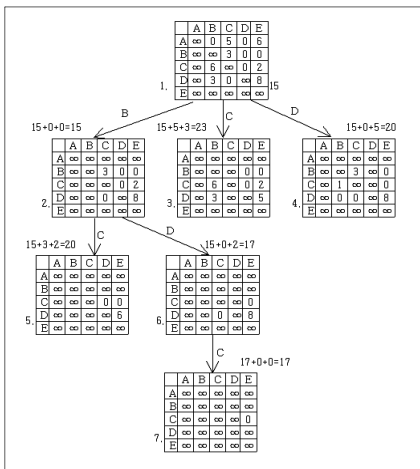 A B C D E
A ∞ 0 5 0 6
B ∞ ∞ 3 0 0
C ∞ 6 ∞ 0 2
D ∞ 3 0 ∞ 8
E ∞ ∞ ∞ ∞ ∞
1.
15
B
C
D
15+0+0=15
15+5+3=23
15+0+5=20
A B C D E
A ∞ ∞ ∞ ∞ ∞
B ∞ ∞ 3 0 0
C ∞ ∞ ∞ 0 2
D ∞ ∞ 0 ∞ 8
E ∞ ∞ ∞ ∞ ∞
2.
A B C D E
A ∞ ∞ ∞ ∞ ∞
B ∞ ∞ ∞ 0 0
C ∞ 6 ∞ 0 2
D ∞ 3 ∞ ∞ 5
E ∞ ∞ ∞ ∞ ∞
3.
A B C D E
A ∞ ∞ ∞ ∞ ∞
B ∞ ∞ 3 ∞ 0
C ∞ 1 ∞ ∞ 0
D ∞ 0 0 ∞ 8
E ∞ ∞ ∞ ∞ ∞
4.
C
D
15+3+2=20
15+0+2=17
A B C D E
A ∞ ∞ ∞ ∞ ∞
B ∞ ∞ ∞ ∞ ∞
C ∞ ∞ ∞ 0 0
D ∞ ∞ ∞ ∞ 6
E ∞ ∞ ∞ ∞ ∞
5.
A B C D E
A ∞ ∞ ∞ ∞ ∞
B ∞ ∞ ∞ ∞ ∞
C ∞ ∞ ∞ ∞ 0
D ∞ ∞ 0 ∞ 8
E ∞ ∞ ∞ ∞ ∞
6.
C
17+0+0=17
A B C D E
A ∞ ∞ ∞ ∞ ∞
B ∞ ∞ ∞ ∞ ∞
C ∞ ∞ ∞ ∞ 0
D ∞ ∞ ∞ ∞ ∞
E ∞ ∞ ∞ ∞ ∞
7.